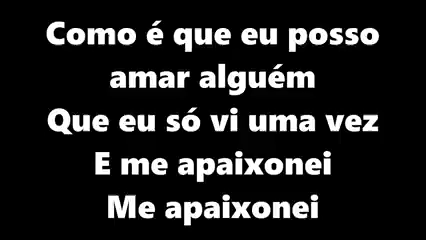 Como é que eu posso
amar alguém
Que eu só vi uma vez
E me apaixonei
Me apaixonei